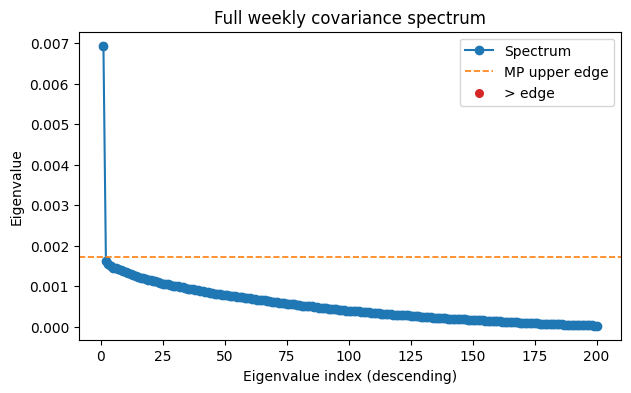 Full weekly covariance spectrum
Spectrum
MP upper edge
> edge
0.007
0.006
0.005
0.004
0.003
0.002
0.001
0.000
Eigenvalue
0 25 50 75 100 125 150 175 200
Eigenvalue index (descending)